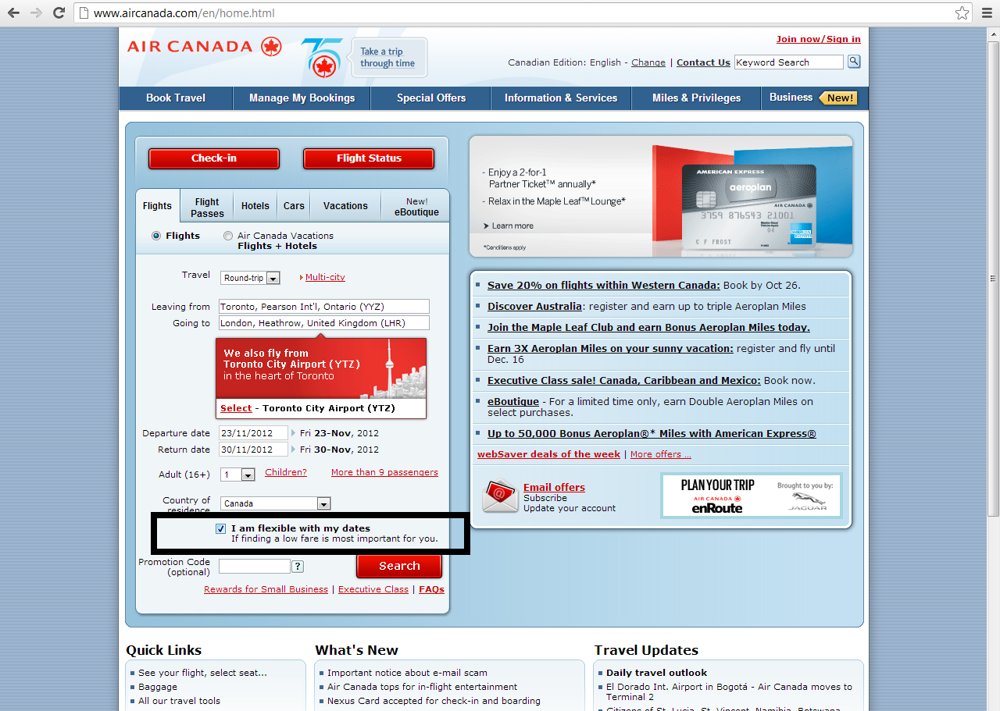 www.aircanada.com/en/home.html
AIR CANADA
75
Take a trip
through time
Join now/Sign in
Canadian Edition: English - Change | Contact Us
Keyword Search
Book Travel
Manage My Bookings
Special Offers
Information & Services
Miles & Privileges
Business New!
Check-in
Flight Status
Flights
Flight
Passes
Hotels
Cars
Vacations
New!
eBoutique
Flights
Air Canada Vacations
Flights + Hotels
Travel Round-trip Multi-city
Leaving from Toronto, Pearson Int'l, Ontario (YYZ)
Going to London, Heathrow, United Kingdom (LHR)
We also fly from
Toronto City Airport (YTZ)
in the heart of Toronto
Select - Toronto City Airport (YTZ)
Departure date 23/11/2012 Fri 23-Nov, 2012
Return date 30/11/2012 Fri 30-Nov, 2012
Adult (16+) 1 Children? More than 9 passengers
Country of
residence
Canada
I am flexible with my dates
If finding a low fare is most important for you.
Promotion Code
(optional)
?
Search
Rewards for Small Business | Executive Class | FAQs
- Enjoy a 2-for-1
Partner Ticket™ annually*
- Relax in the Maple Leaf™ Lounge*
Learn more
*Conditions apply
AMERICAN EXPRESS
aeroplan
AIR CANADA
3759 876543 21001
04
C F FROST
AMERICAN EXPRESS
Save 20% on flights within Western Canada: Book by Oct 26.
Discover Australia: register and earn up to triple Aeroplan Miles
Join the Maple Leaf Club and earn Bonus Aeroplan Miles today.
Earn 3X Aeroplan Miles on your sunny vacation: register and fly until
Dec. 16
Executive Class sale! Canada, Caribbean and Mexico: Book now.
eBoutique - For a limited time only, earn Double Aeroplan Miles on
select purchases.
Up to 50,000 Bonus Aeroplan®* Miles with American Express®
webSaver deals of the week | More offers ...
@
Email offers
Subscribe
Update your account
PLAN YOUR TRIP
AIR CANADA
enRoute
Brought to you by:
JAGUAR
Quick Links
See your flight, select seat...
Baggage
All our travel tools
What's New
Important notice about e-mail scam
Air Canada tops for in-flight entertainment
Nexus Card accepted for check-in and boarding
Travel Updates
Daily travel outlook
El Dorado Int. Airport in Bogotá - Air Canada moves to
Terminal 2
Citizens of St. Lucia, St. Vincent, Namibia, Botswana,